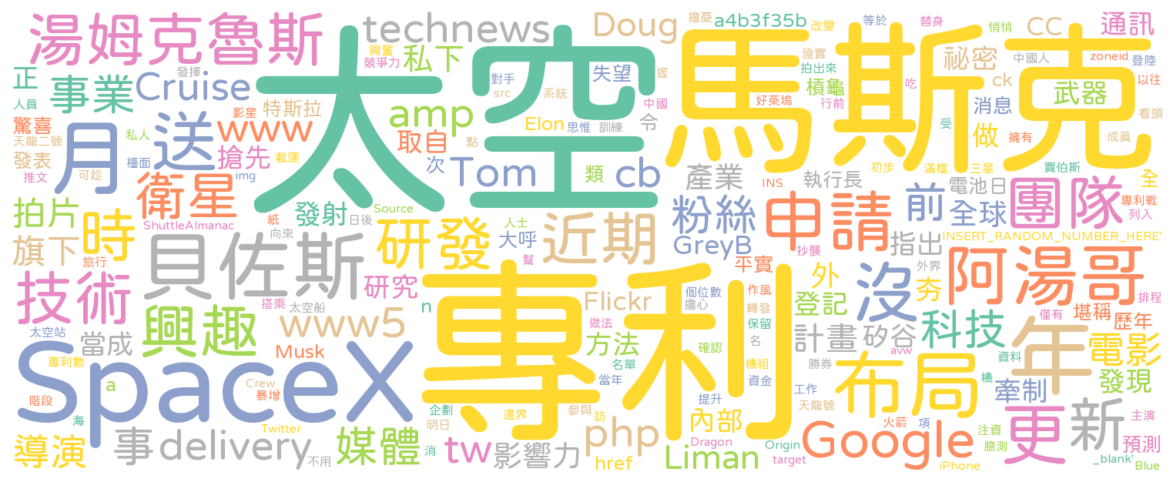 太空
馬斯克
專利
SpaceX
湯姆克魯斯
technews
私下
Doug
擔憂
a4b3f35b
改變
等於
替身
悄悄
CC
通訊
正
事業
Cruise
發揮
興奮
競爭力
對手
src
失望
握
系統
證實
拍出來
槓龜
祕密
中國人
zoneid
登陸
ck
以往
人員
影星
特斯拉
amp
Elon
思惟
訓練
中國
令
好萊塢
行前
吃
消息
武器
驚喜
www
天龍二號
私人
取自
點
受
做
擁有
成真
看頭
月
送
發表
搶先
載運
次
Tom
類
cb
產業
初步
滿檔
三星
賈伯斯
推文
可趁
檯面
img
衛星
INS
執行長
電池日
團隊
全
專利戰
列入
拍片
時
ShuttleAlmanac
發射
紙
日後
Source
人士
研發
近期
粉絲
申請
前
全球
向來
大呼
幫
GreyB
抄襲
指出
INSERT_RANDOM_NUMBER_HERE'
旗下
旅行
貝佐斯
平實
外界
阿湯哥
技術
搭乘
太空船
研究
n
Flickr
個位數
擔心
作風
轉發
外
登記
沒
夯
僅有
堪稱
排程
歷年
興趣
www5
做法
保留
名
計畫
矽谷
科技
年
太空站
專利數
當成
Musk
方法
確認
名單
機組
資金
勝券
avw
布局
資料
電影
a
Crew
暴增
當年
工作
機
注資
牽制
發現
階段
海
Twitter
企劃
明日
邊界
參與
訪
提升
內部
天龍號
火箭
項
更
新
主演
導演
事
delivery
不用
媒體
消
tw
影響力
php
href
Dragon
Liman
Origin
target
Google
臆測
iPhone
預測
_blank'
Blue